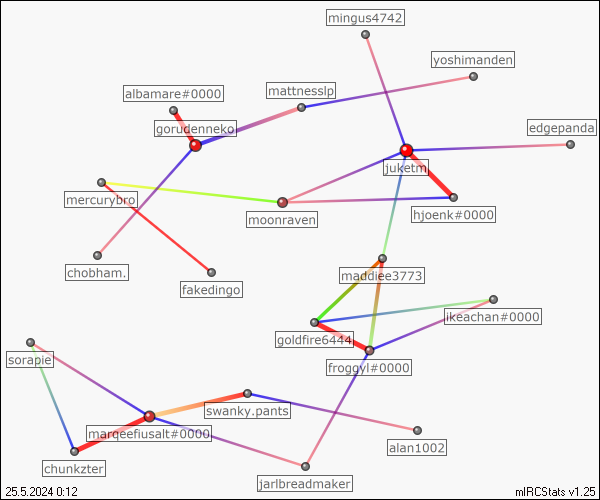 mingus4742
yoshimanden
albamare#0000
mattnesslp
gorudenneko
edgepanda
juketm
mercurybro
hjoenk#0000
moonraven
chobham.
fakedingo
maddiee3773
ikeachan#0000
goldfire6444
sorapie
froggyl#0000
swanky.pants
marqeefiusalt#0000
alan1002
chunkzter
jarlbreadmaker
25.5.2024 0:12
mIRCStats v1.25